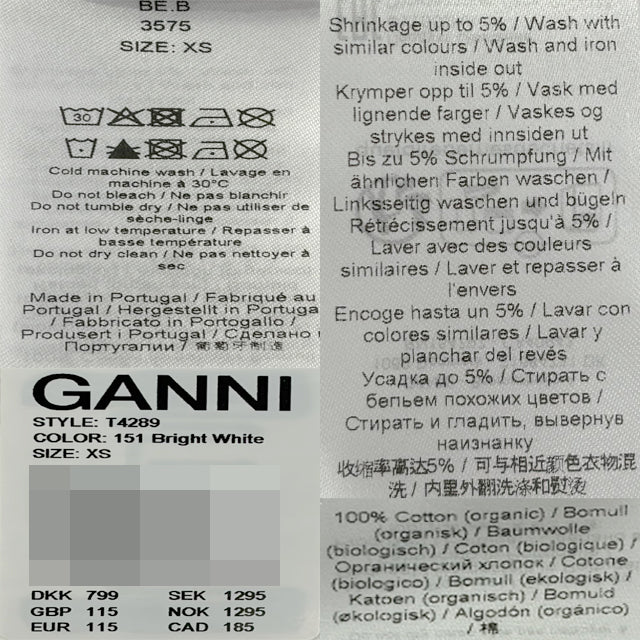 BE.B
3575
SIZE: XS
30
Cold machine wash / Lavage en
machine à 30°C
Do not bleach / Ne pas blanchir
Do not tumble dry / Ne pas utiliser de
sèche-linge
Iron at low temperature / Repasser à
basse température
Do not dry clean / Ne pas nettoyer à
sec
Made in Portugal / Fabriqué au
Portugal / Hergestellt in Portuga
/ Fabbricato in Portogallo /
Produsert i Portugal / Сделано
Португалии / 葡萄牙制造
GANNI
STYLE: T4289
COLOR: 151 Bright White
SIZE: XS
DKK 799 SEK 1295
GBP 115 NOK 1295
EUR 115 CAD 185
Shrinkage up to 5% / Wash with
similar colours / Wash and iron
inside out
Krymper opp til 5% / Vask med
lignende farger / Vaskes og
strykes med innsiden ut
Bis zu 5% Schrumpfung / Mit
ähnlichen Farben waschen /
Linksseitig waschen und bügeln
Rétrécissement jusqu'à 5% /
Laver avec des couleurs
similaires / Laver et repasser à
l'envers
Encoge hasta un 5% / Lavar con
colores similares / Lavar y
planchar del revés
Усадка до 5% / Стирать с
бельем похожих цветов /
Стирать и гладить, вывернув
наизнанку
收缩率高达5% / 可与相近颜色衣物混
洗 / 内里外翻洗涤和熨烫
100% Cotton (organic) / Bomull
(organisk) / Baumwolle
(biologisch) / Coton (biologique) /
Органический хлопок / Cotone
(biologico) / Bomull (ekologisk) /
Katoen (organisch) / Bomuld
(økologisk) / Algodón (orgánico)
/ 棉